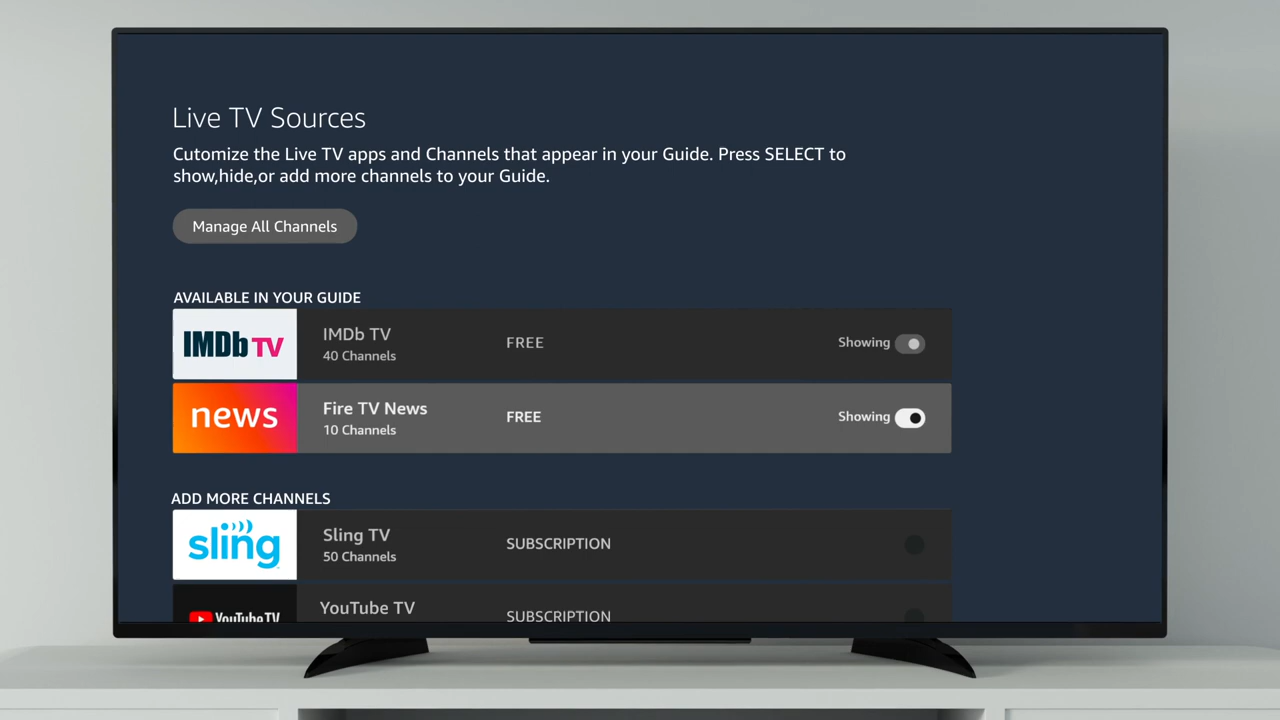 Live TV Sources
Cutomize the Live TV apps and Channels that appear in your Guide. Press SELECT to
show,hide,or add more channels to your Guide.
Manage All Channels
AVAILABLE IN YOUR GUIDE
IMDb TV
IMDb TV
40 Channels
FREE
Showing
news
Fire TV News
10 Channels
FREE
Showing
ADD MORE CHANNELS
sling
Sling TV
50 Channels
SUBSCRIPTION
YouTube TV
YouTube TV
SUBSCRIPTION